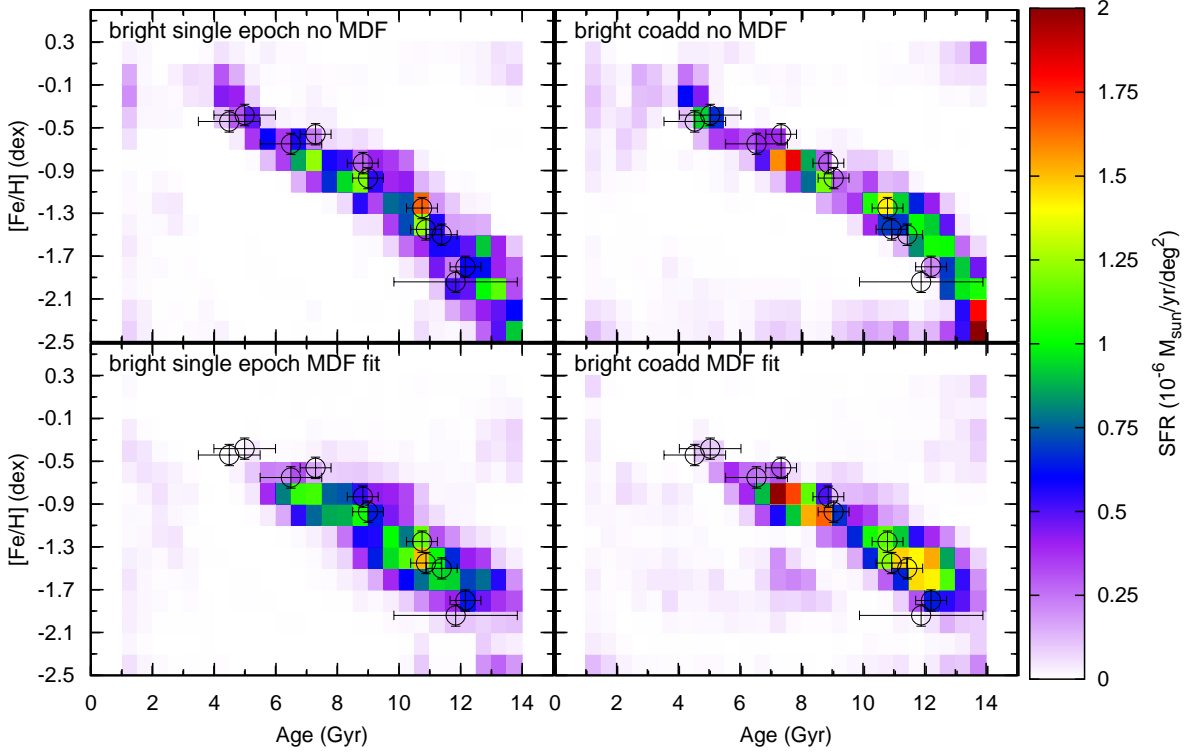 bright single epoch no MDF
bright coadd no MDF
0.3
-0.1
-0.5
-0.9
-1.3
-1.7
-2.1
-2.5
[Fe/H] (dex)
bright single epoch MDF fit
bright coadd MDF fit
0.3
-0.1
-0.5
-0.9
-1.3
-1.7
-2.1
-2.5
[Fe/H] (dex)
0 2 4 6 8 10 12 14
Age (Gyr)
0 2 4 6 8 10 12 14
Age (Gyr)
2
1.75
1.5
1.25
1
0.75
0.5
0.25
0
SFR (10⁻⁶ M_sun/yr/deg²)